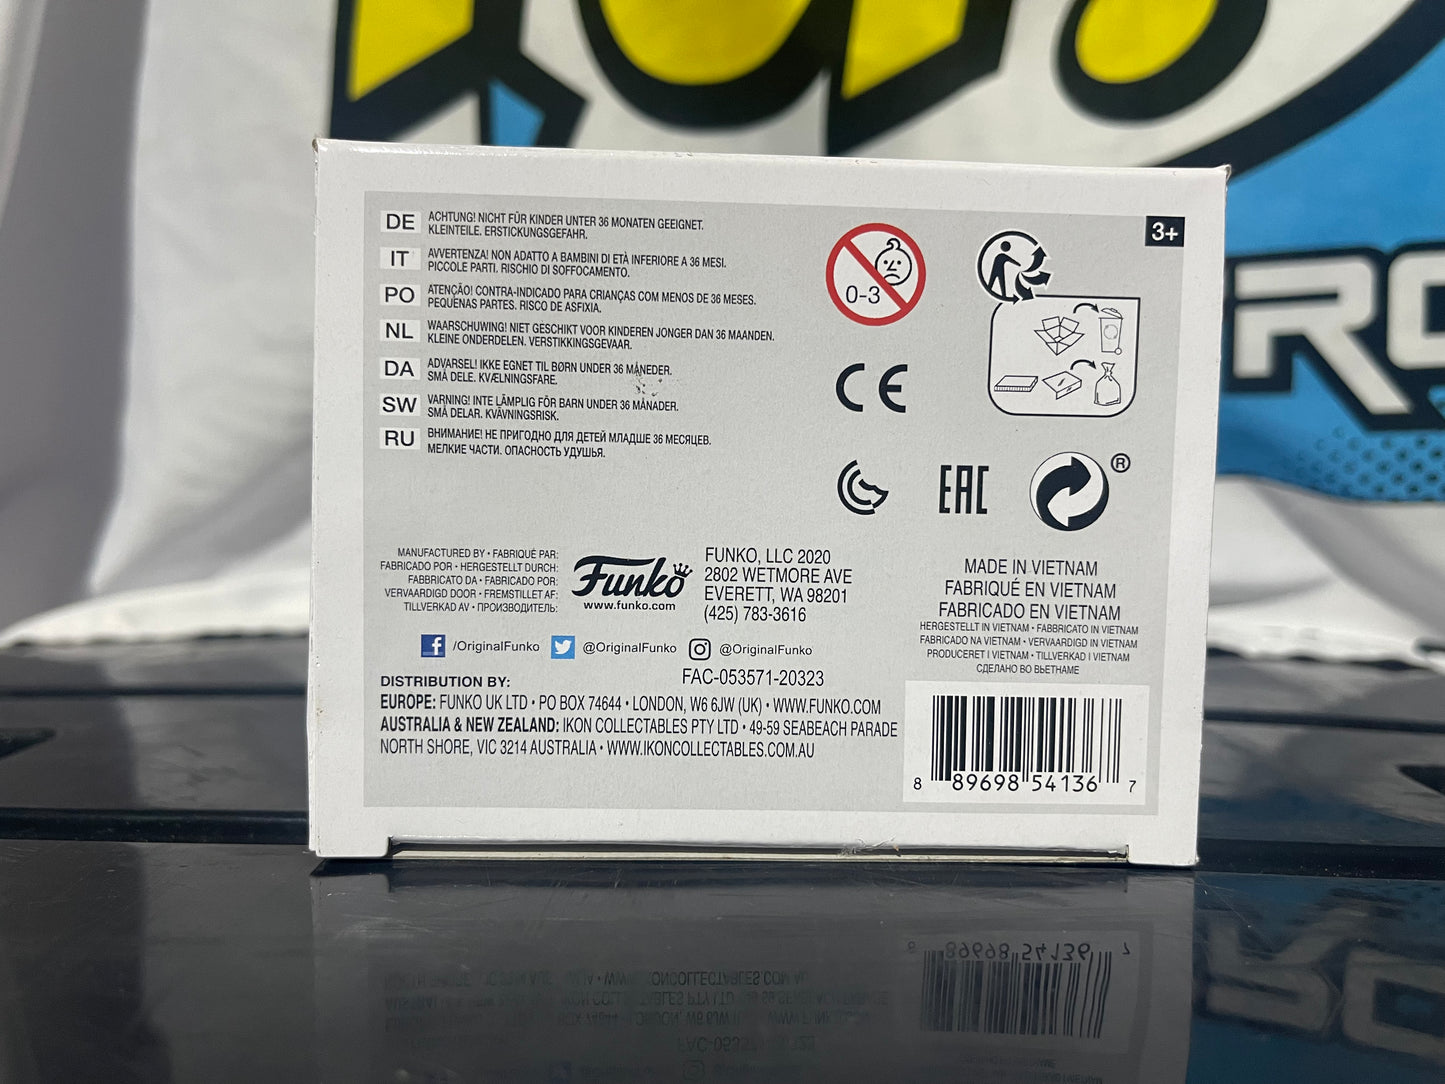 DE ACHTUNG! NICHT FÜR KINDER UNTER 36 MONATEN GEEIGNET.
KLEINTEILE. ERSTICKUNGSGEFAHR.
IT AVVERTENZA! NON ADATTO A BAMBINI DI ETÀ INFERIORE A 36 MESI.
PICCOLE PARTI. RISCHIO DI SOFFOCAMENTO.
PO ATENÇÃO! CONTRA-INDICADO PARA CRIANÇAS COM MENOS DE 36 MESES.
PEQUENAS PARTES. RISCO DE ASFIXIA.
NL WAARSCHUWING! NIET GESCHIKT VOOR KINDEREN JONGER DAN 36 MAANDEN.
KLEINE ONDERDELEN. VERSTIKKINGSGEVAAR.
DA ADVARSEL! IKKE EGNET TIL BØRN UNDER 36 MÅNEDER.
SMÅ DELE. KVÆLNINGSFARE.
SW VARNING! INTE LÄMPLIG FÖR BARN UNDER 36 MÅNADER.
SMÅ DELAR. KVÄVNINGSRISK.
RU ВНИМАНИЕ! НЕ ПРИГОДНО ДЛЯ ДЕТЕЙ МЛАДШЕ 36 МЕСЯЦЕВ.
МЕЛКИЕ ЧАСТИ. ОПАСНОСТЬ УДУШЬЯ.
0-3
3+
CE
EAC
®
MANUFACTURED BY • FABRIQUÉ PAR:
FABRICADO POR • HERGESTELLT DURCH:
FABBRICATO DA • FABRICADO POR:
VERVAARDIGD DOOR • FREMSTILLET AF:
TILLVERKAD AV • ПРОИЗВОДИТЕЛЬ:
Funko
www.funko.com
FUNKO, LLC 2020
2802 WETMORE AVE
EVERETT, WA 98201
(425) 783-3616
/OriginalFunko @OriginalFunko @OriginalFunko
FAC-053571-20323
MADE IN VIETNAM
FABRIQUÉ EN VIETNAM
FABRICADO EN VIETNAM
HERGESTELLT IN VIETNAM • FABBRICATO IN VIETNAM
FABRICADO NA VIETNAM • VERVAARDIGD IN VIETNAM
PRODUCERET I VIETNAM • TILLVERKAD I VIETNAM
СДЕЛАНО ВО ВЬЕТНАМЕ
DISTRIBUTION BY:
EUROPE: FUNKO UK LTD • PO BOX 74644 • LONDON, W6 6JW (UK) • WWW.FUNKO.COM
AUSTRALIA & NEW ZEALAND: IKON COLLECTABLES PTY LTD • 49-59 SEABEACH PARADE
NORTH SHORE, VIC 3214 AUSTRALIA • WWW.IKONCOLLECTABLES.COM.AU
8 89698 54136 7